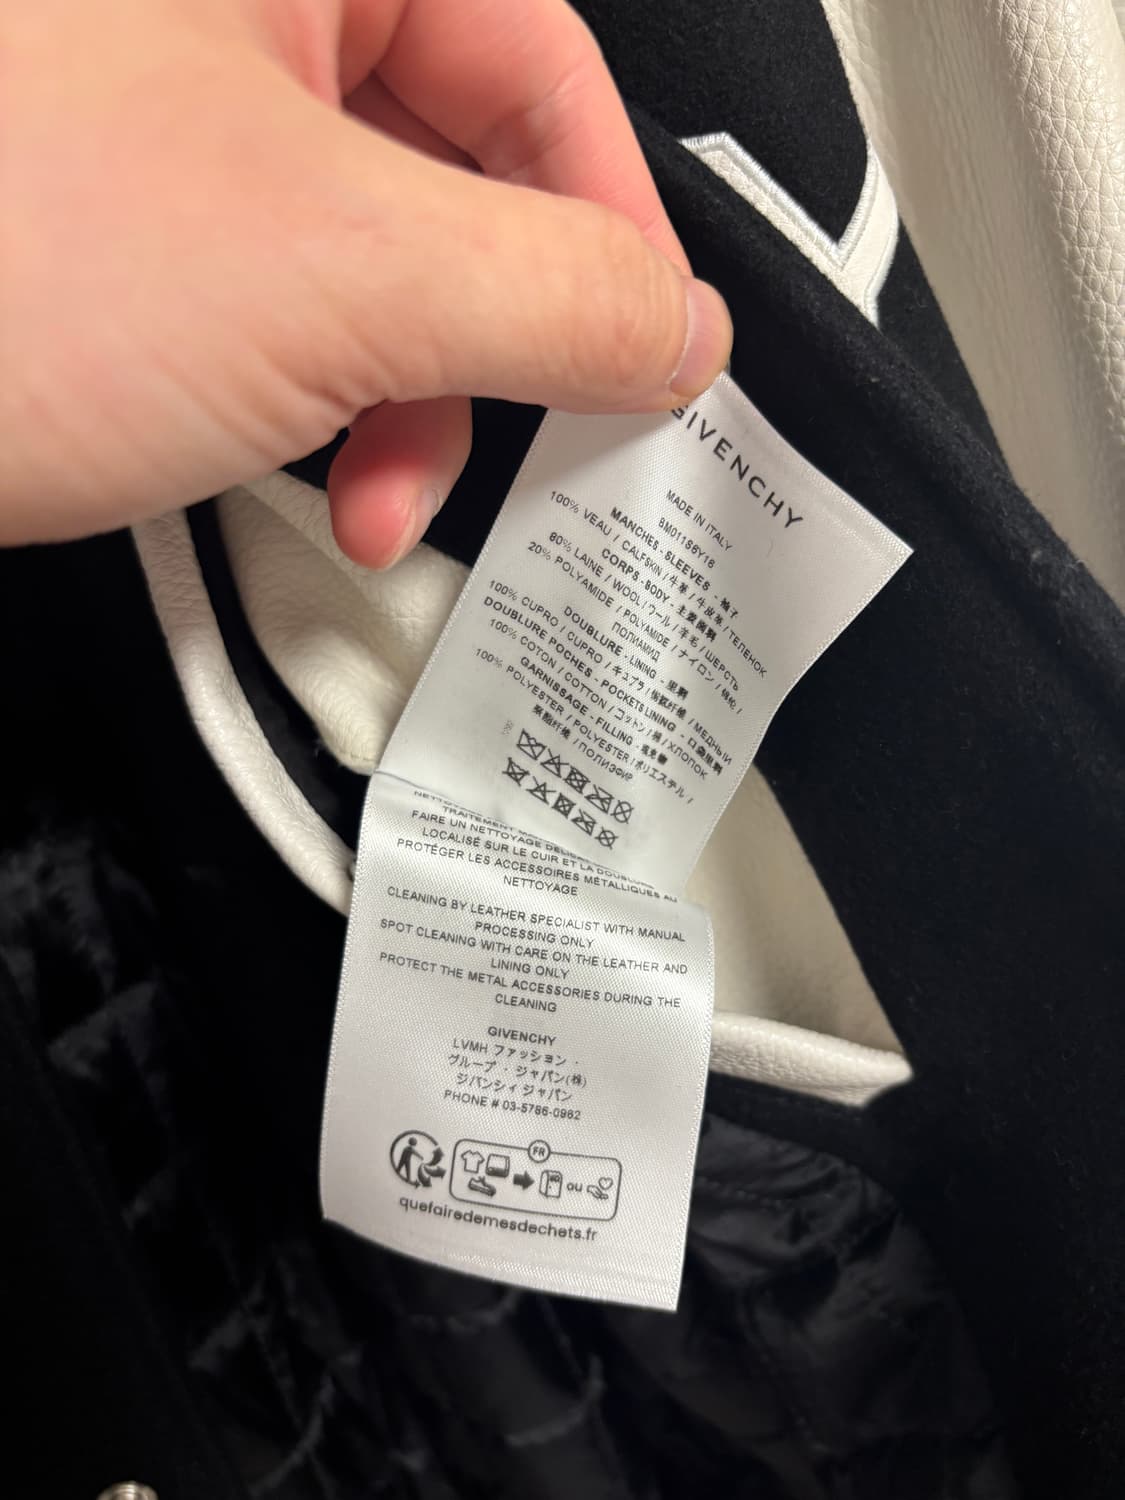 GIVENCHY
MADE IN ITALY
BM011S6Y16
MANCHES - SLEEVES - 袖子
100% VEAU / CALFSKIN / 牛革 / 牛皮革 / ТЕЛЕНОК
CORPS - BODY - 主要面料
80% LAINE / WOOL / ウール / 羊毛 / ШЕРСТЬ
20% POLYAMIDE / POLYAMIDE / ナイロン / 锦纶 /
ПОЛИАМИД
DOUBLURE - LINING - 里料
100% CUPRO / CUPRO / キュプラ / 铜氨纤维 / МЕДНЫЙ
DOUBLURE POCHES - POCKETS LINING - 口袋里料
100% COTON / COTTON / コットン / 棉 / ХЛОПОК
GARNISSAGE - FILLING - 填充物
100% POLYESTER / POLYESTER / ポリエステル /
聚酯纤维 / ПОЛИЭФИР
FAIRE UN NETTOYAGE DÉLICAT
LOCALISÉ SUR LE CUIR ET LA DOUBLURE
PROTÉGER LES ACCESSOIRES MÉTALLIQUES AU
NETTOYAGE
CLEANING BY LEATHER SPECIALIST WITH MANUAL
PROCESSING ONLY
SPOT CLEANING WITH CARE ON THE LEATHER AND
LINING ONLY
PROTECT THE METAL ACCESSORIES DURING THE
CLEANING
GIVENCHY
LVMH ファッション・
グループ・ジャパン(株)
ジバンシィ ジャパン
PHONE # 03-5786-0962
FR
ou
quefairedemesdechets.fr